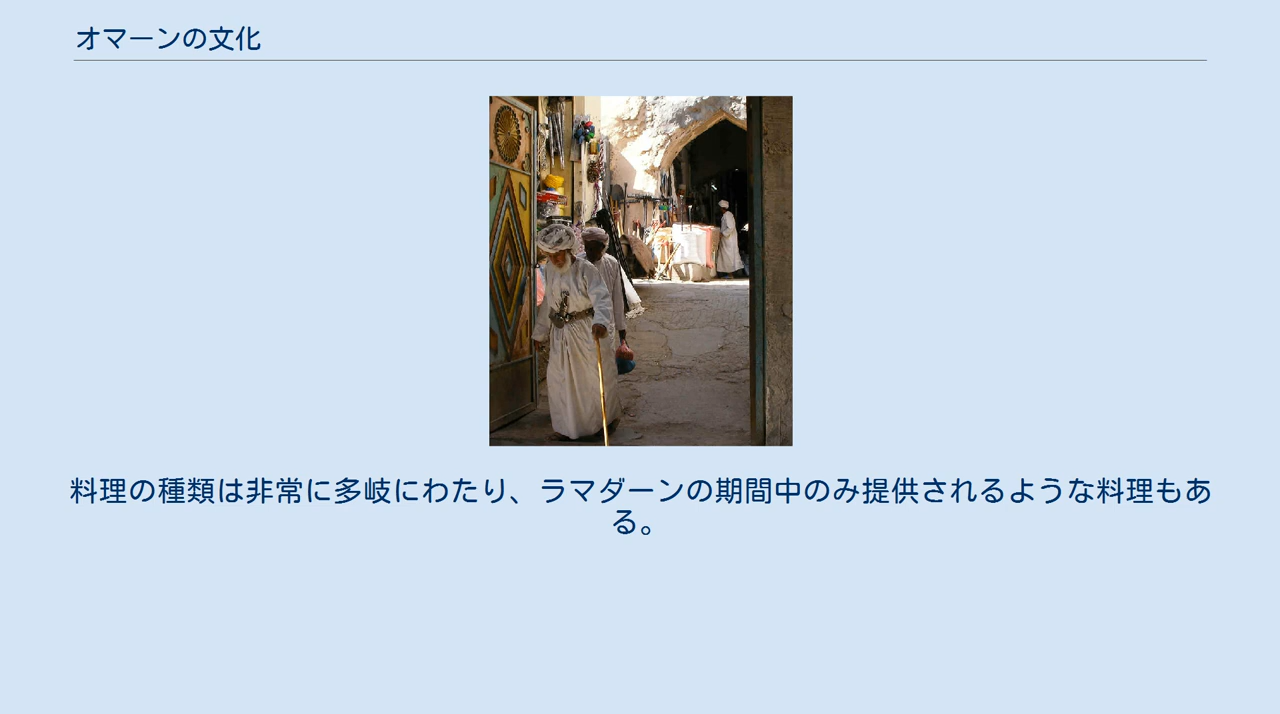 オマーンの文化
料理の種類は非常に多岐にわたり、ラマダーンの期間中のみ提供されるような料理もあ
る。